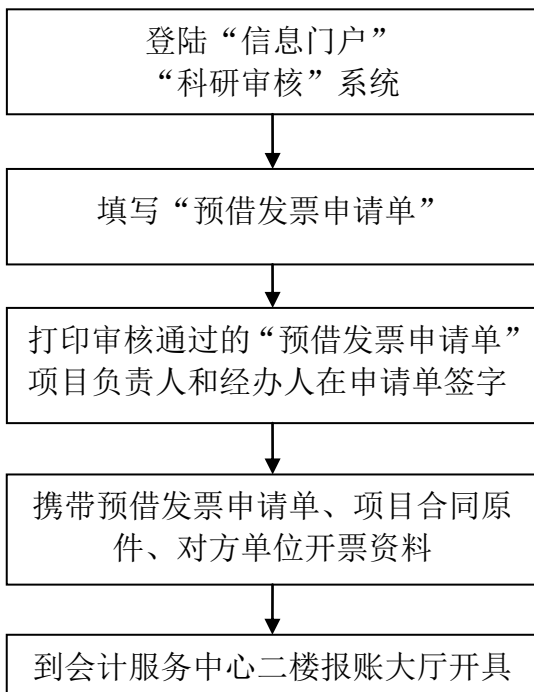 登陆“信息门户”
“科研审核”系统
填写“预借发票申请单”
打印审核通过的“预借发票申请单”
项目负责人和经办人在申请单签字
携带预借发票申请单、项目合同原
件、对方单位开票资料
到会计服务中心二楼报账大厅开具